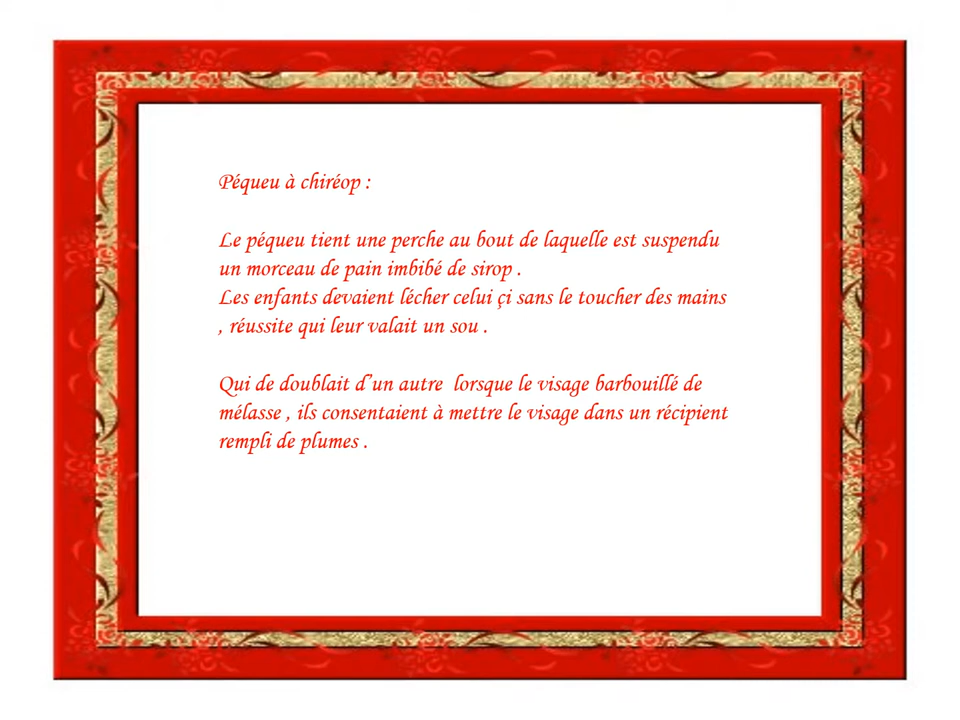 Péqueu à chiréop :
Le péqueu tient une perche au bout de laquelle est suspendu
un morceau de pain imbibé de sirop .
Les enfants devaient lécher celui çi sans le toucher des mains
, réussite qui leur valait un sou .
Qui de doublait d’un autre  lorsque le visage barbouillé de
mélasse , ils consentaient à mettre le visage dans un récipient
rempli de plumes .